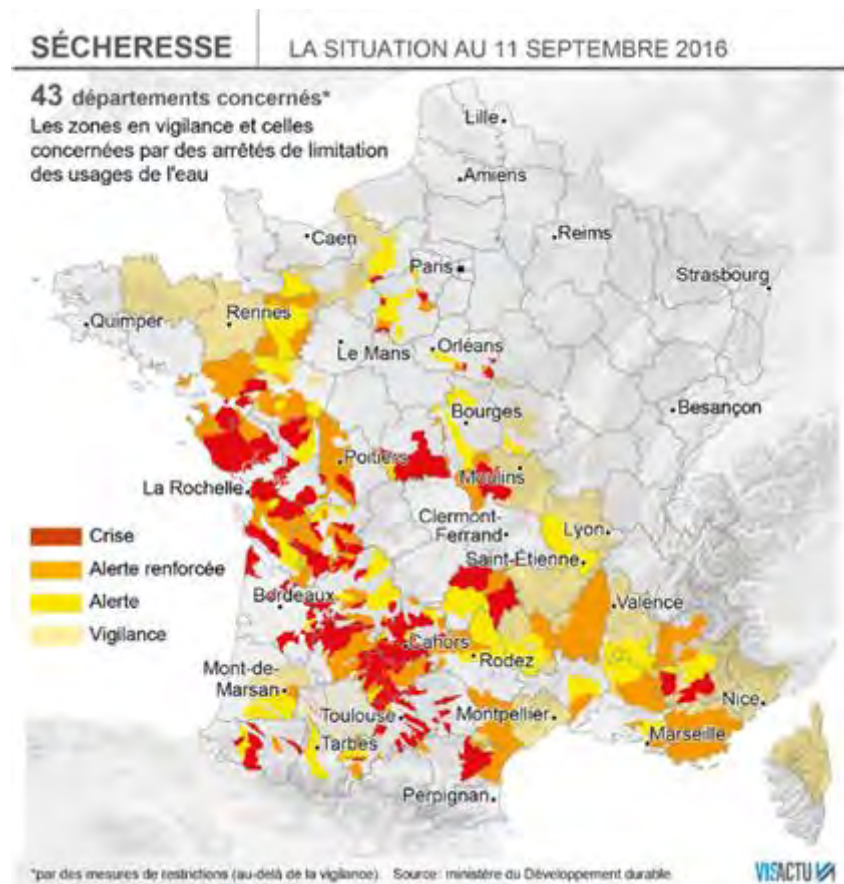 SÉCHERESSE
LA SITUATION AU 11 SEPTEMBRE 2016
43 départements concernés*
Les zones en vigilance et celles
concernées par des arrêtés de limitation
des usages de l'eau
Lille
Amiens
Caen
Reims
Paris
Strasbourg
Quimper
Rennes
Le Mans
Orléans
Bourges
Besançon
Poitiers
Moulins
La Rochelle
Clermont-
Ferrand
Lyon
Crise
Saint-Étienne
Alerte renforcée
Bordeaux
Valence
Alerte
Vigilance
Cahors
Rodez
Mont-de-
Marsan
Toulouse
Montpellier
Nice
Tarbes
Marseille
Perpignan
*par des mesures de restrictions (au-delà de la vigilance). Source: ministère du Développement durable.
VISACTU